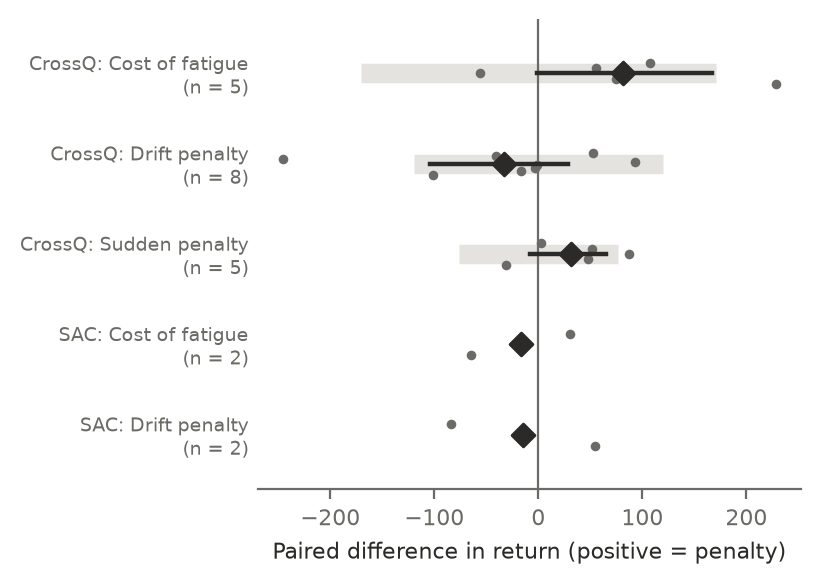 CrossQ: Cost of fatigue
(n = 5)
CrossQ: Drift penalty
(n = 8)
CrossQ: Sudden penalty
(n = 5)
SAC: Cost of fatigue
(n = 2)
SAC: Drift penalty
(n = 2)
−200 −100 0 100 200
Paired difference in return (positive = penalty)